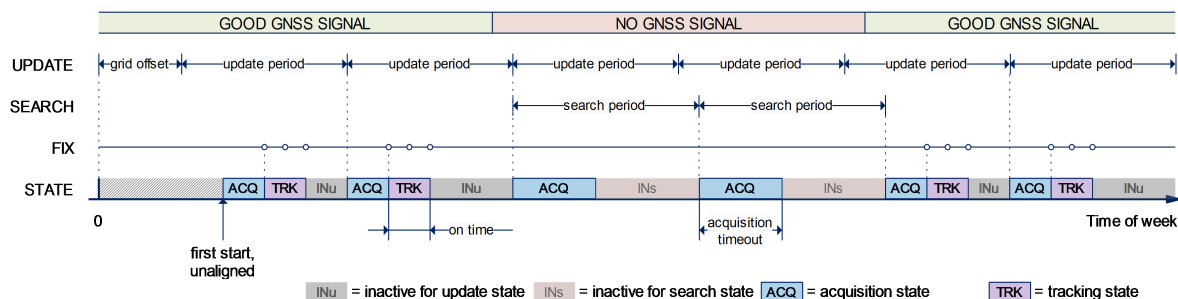 GOOD GNSS SIGNAL NO GNSS SIGNAL GOOD GNSS SIGNAL
UPDATE grid offset update period update period update period update period update period update period
SEARCH search period search period
FIX
STATE ACQ TRK INu ACQ TRK INu ACQ INs ACQ INs ACQ TRK INu ACQ TRK INu
0 on time acquisition timeout Time of week
first start,
unaligned
INu = inactive for update state INs = inactive for search state ACQ = acquisition state TRK = tracking state